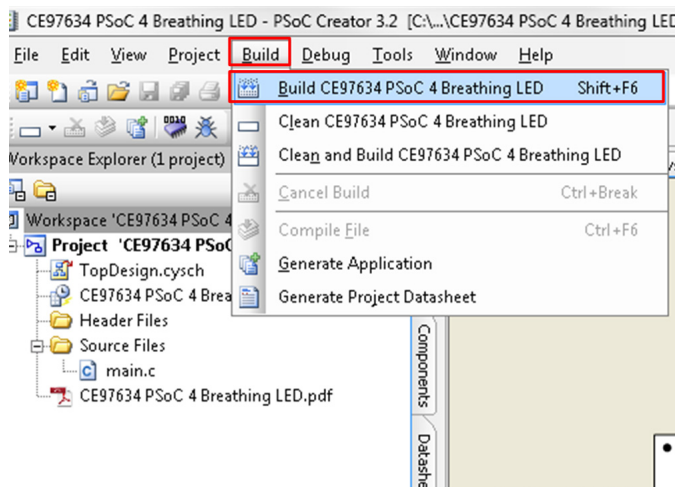 CE97634 PSoC 4 Breathing LED - PSoC Creator 3.2 [C:\...\CE97634 PSoC 4 Breathing LED
File Edit View Project Build Debug Tools Window Help
Build CE97634 PSoC 4 Breathing LED Shift+F6
Clean CE97634 PSoC 4 Breathing LED
Workspace Explorer (1 project)
Clean and Build CE97634 PSoC 4 Breathing LED
Cancel Build Ctrl+Break
Workspace 'CE97634 PSoC 4
Compile File Ctrl+F6
Project 'CE97634 PSoC
TopDesign.cysch
Generate Application
CE97634 PSoC 4 Brea
Generate Project Datasheet
Header Files
Source Files
main.c
CE97634 PSoC 4 Breathing LED.pdf
Components
Datashe